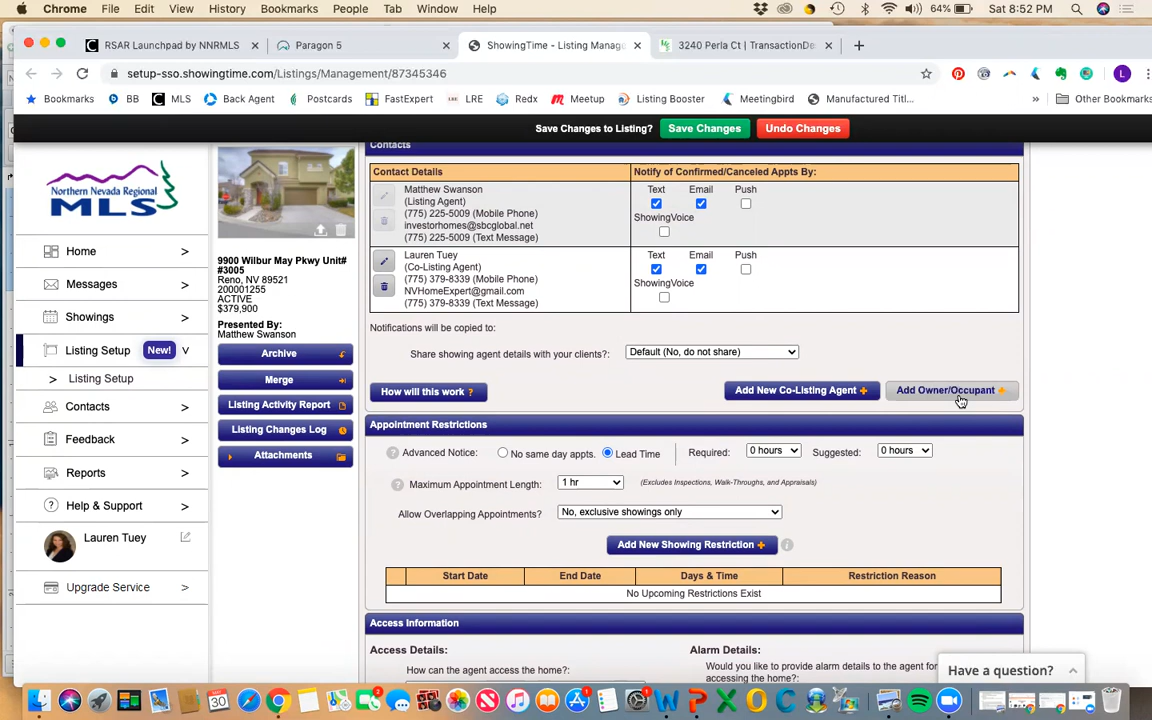 Chrome File Edit View History Bookmarks People Tab Window Help 64% Sat 8:52 PM
RSAR Launchpad by NNRMLS × Paragon 5 × ShowingTime - Listing Manage × 3240 Perla Ct | TransactionDe × +
setup-sso.showingtime.com/Listings/Management/87345346
Bookmarks BB MLS Back Agent Postcards FastExpert LRE Redx Meetup Listing Booster Meetingbird Manufactured Titl... » Other Bookmarks
Save Changes to Listing? Save Changes Undo Changes
Northern Nevada Regional
MLS
Home >
Messages >
Showings >
Listing Setup New! v
> Listing Setup
Contacts >
Feedback >
Reports >
Help & Support >
Lauren Tuey
Upgrade Service >
9900 Wilbur May Pkwy Unit#
#3005
Reno, NV 89521
200001255
ACTIVE
$379,900
Presented By:
Matthew Swanson
Archive
Merge
Listing Activity Report
Listing Changes Log
Attachments
Contacts
Contact Details Notify of Confirmed/Canceled Appts By:
Matthew Swanson
(Listing Agent)
(775) 225-5009 (Mobile Phone)
investorhomes@sbcglobal.net
(775) 225-5009 (Text Message)
Text Email Push
ShowingVoice
Lauren Tuey
(Co-Listing Agent)
(775) 379-8339 (Mobile Phone)
NVHomeExpert@gmail.com
(775) 379-8339 (Text Message)
Text Email Push
ShowingVoice
Notifications will be copied to:
Share showing agent details with your clients?: Default (No, do not share)
How will this work ? Add New Co-Listing Agent + Add Owner/Occupant +
Appointment Restrictions
? Advanced Notice: No same day appts. Lead Time Required: 0 hours Suggested: 0 hours
? Maximum Appointment Length: 1 hr (Excludes Inspections, Walk-Throughs, and Appraisals)
Allow Overlapping Appointments? No, exclusive showings only
Add New Showing Restriction + i
Start Date End Date Days & Time Restriction Reason
No Upcoming Restrictions Exist
Access Information
Access Details:
How can the agent access the home?:
Alarm Details:
Would you like to provide alarm details to the agent for
accessing the home?:
Have a question?